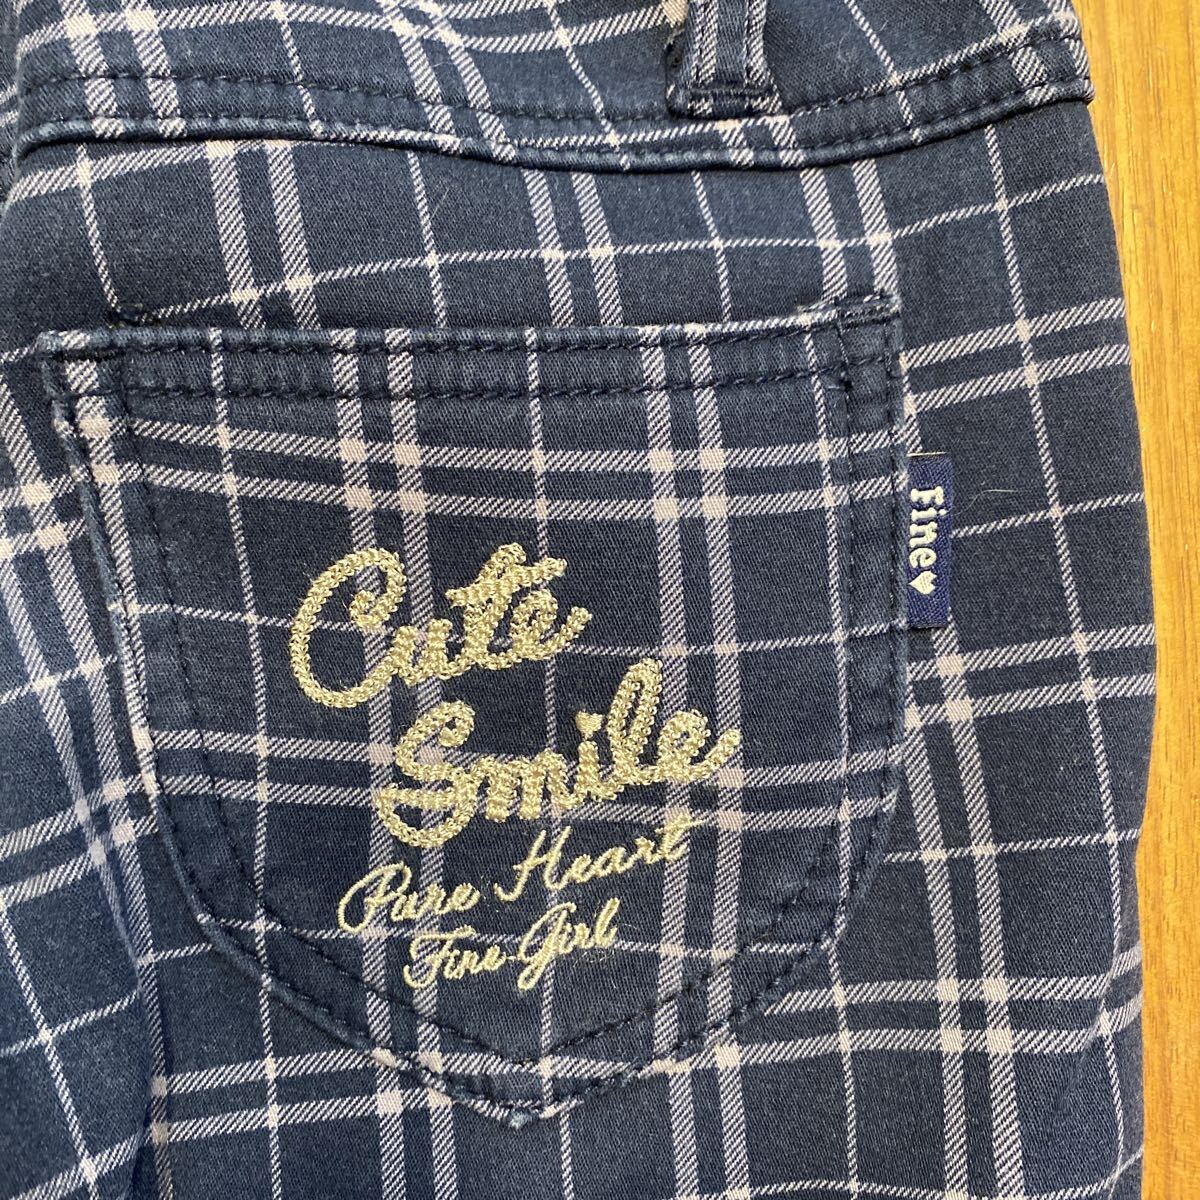 Fine♥
Cute
Smile
Pure Heart
Fine Girl